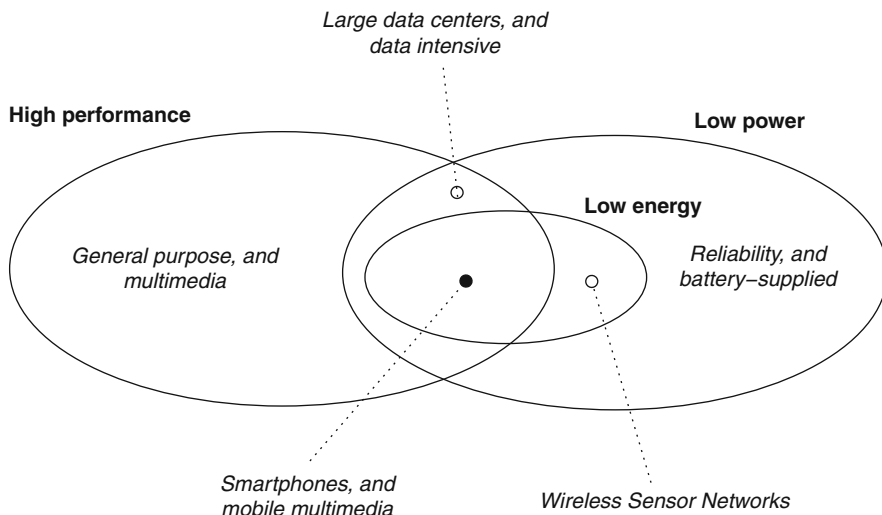 Large data centers, and
data intensive
High performance
Low power
Low energy
General purpose, and
multimedia
Reliability, and
battery–supplied
Smartphones, and
mobile multimedia
Wireless Sensor Networks